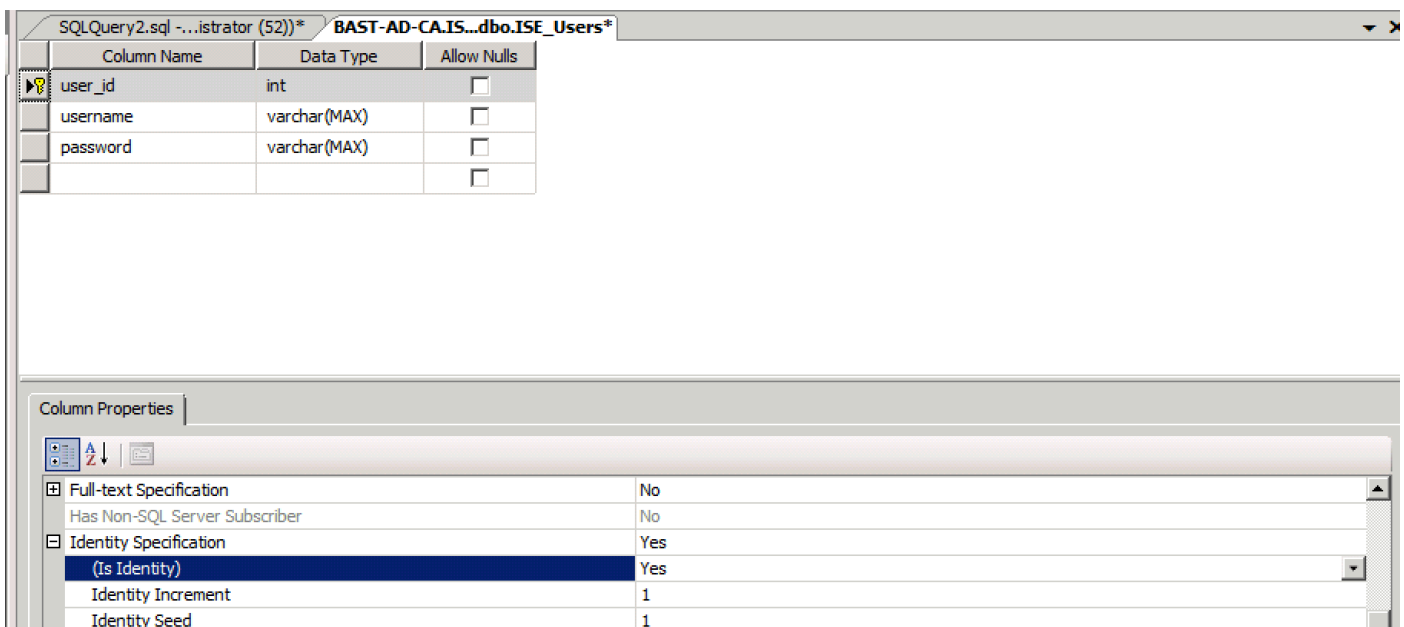 SQLQuery2.sql -...istrator (52))* BAST-AD-CA.IS...dbo.ISE_Users*
Column Name Data Type Allow Nulls
user_id int
username varchar(MAX)
password varchar(MAX)
Column Properties
Full-text Specification No
Has Non-SQL Server Subscriber No
Identity Specification Yes
(Is Identity) Yes
Identity Increment 1
Identity Seed 1